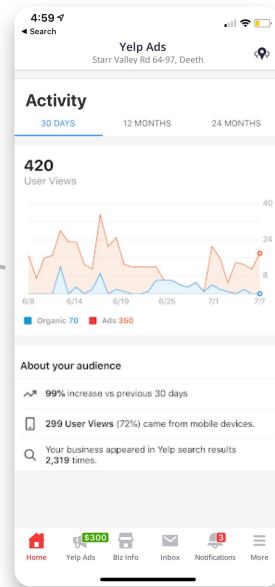 4:59
Search
Yelp Ads
Starr Valley Rd 64-97, Deeth
Activity
30 DAYS 12 MONTHS 24 MONTHS
420
User Views
40
24
8
6/8 6/14 6/19 6/25 7/1 7/7
Organic 70 Ads 350
About your audience
99% increase vs previous 30 days
299 User Views (72%) came from mobile devices.
Your business appeared in Yelp search results
2,319 times.
$300 3
Home Yelp Ads Biz Info Inbox Notifications More